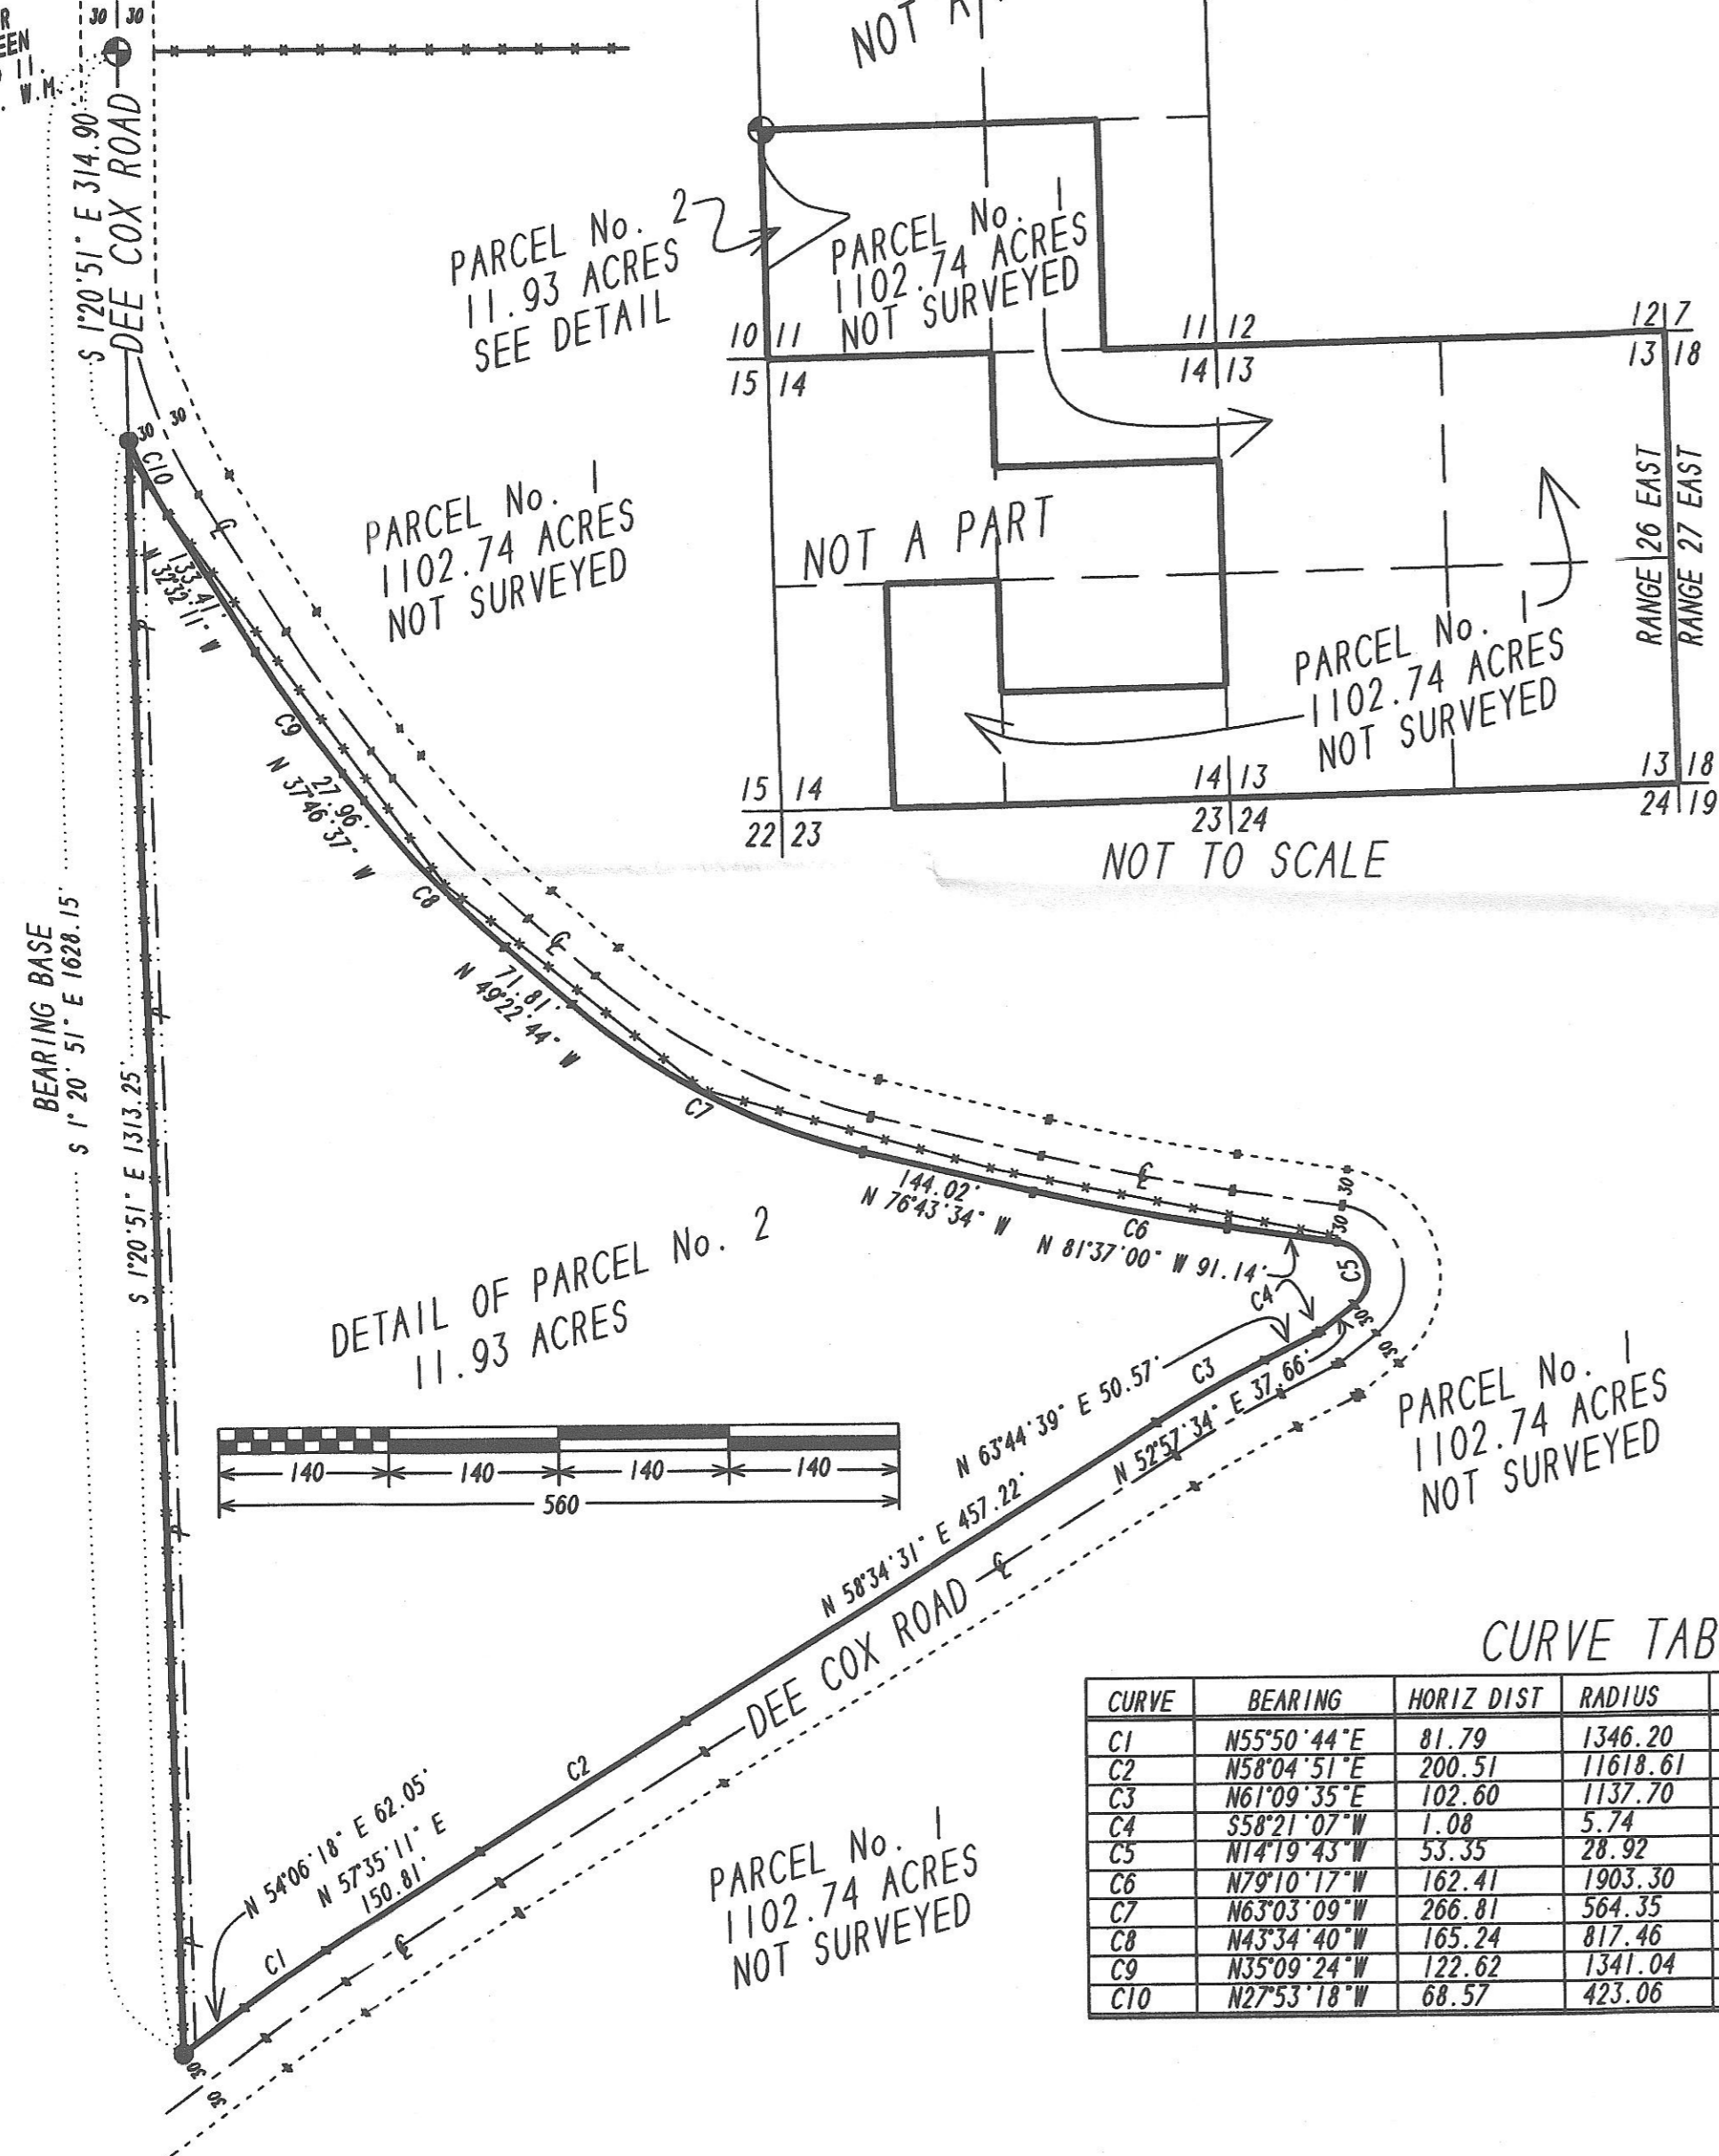 R
EEN
11.
. W.M.
30 30
S 1°20'51" E 314.90'
DEE COX ROAD
NOT A
PARCEL No. 2
11.93 ACRES
SEE DETAIL
PARCEL No. 1
1102.74 ACRES
NOT SURVEYED
10 11
15 14
11 12
14 13
12 7
13 18
NOT A PART
RANGE 26 EAST
RANGE 27 EAST
PARCEL No. 1
1102.74 ACRES
NOT SURVEYED
15 14
22 23
14 13
23 24
13 18
24 19
NOT TO SCALE
30 30
C10
133.41'
N 32°32'11" W
PARCEL No. 1
1102.74 ACRES
NOT SURVEYED
C9
27.96'
N 37°46'37" W
C8
71.81'
N 49°22'44" W
C7
144.02'
N 76°43'34" W
C6
N 81°37'00" W 91.14'
30
30
C5
C4
30
30
BEARING BASE
S 1° 20' 51" E 1628.15'
S 1°20'51" E 1313.25'
DETAIL OF PARCEL No. 2
11.93 ACRES
140 140 140 140
560
N 63°44'39" E 50.57'
C3
N 52°57'34" E 37.66'
N 58°34'31" E 457.22'
DEE COX ROAD
PARCEL No. 1
1102.74 ACRES
NOT SURVEYED
C2
N 54°06'18" E 62.05'
N 57°35'11" E
150.81'
C1
30
30
PARCEL No. 1
1102.74 ACRES
NOT SURVEYED
CURVE TAB
CURVE BEARING HORIZ DIST RADIUS
C1 N55°50'44"E 81.79 1346.20
C2 N58°04'51"E 200.51 11618.61
C3 N61°09'35"E 102.60 1137.70
C4 S58°21'07"W 1.08 5.74
C5 N14°19'43"W 53.35 28.92
C6 N79°10'17"W 162.41 1903.30
C7 N63°03'09"W 266.81 564.35
C8 N43°34'40"W 165.24 817.46
C9 N35°09'24"W 122.62 1341.04
C10 N27°53'18"W 68.57 423.06